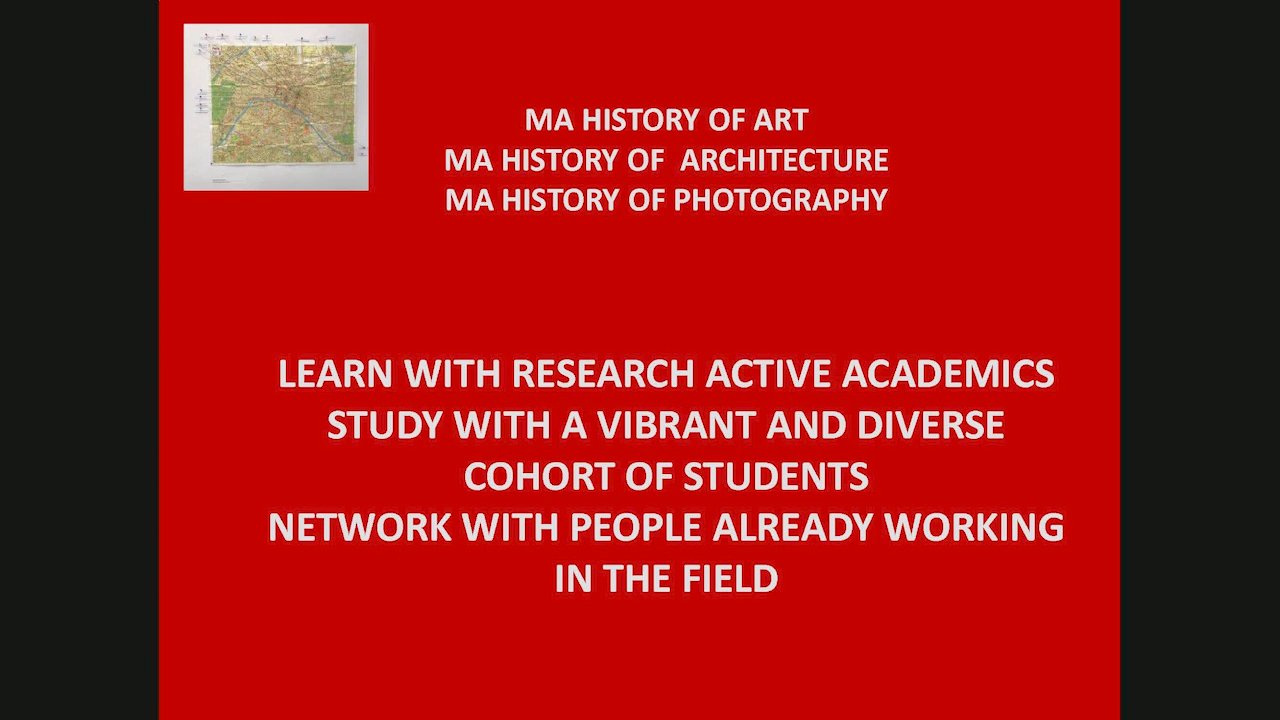 MA HISTORY OF ART
MA HISTORY OF  ARCHITECTURE
MA HISTORY OF PHOTOGRAPHY
LEARN WITH RESEARCH ACTIVE ACADEMICS
STUDY WITH A VIBRANT AND DIVERSE
COHORT OF STUDENTS
NETWORK WITH PEOPLE ALREADY WORKING
IN THE FIELD